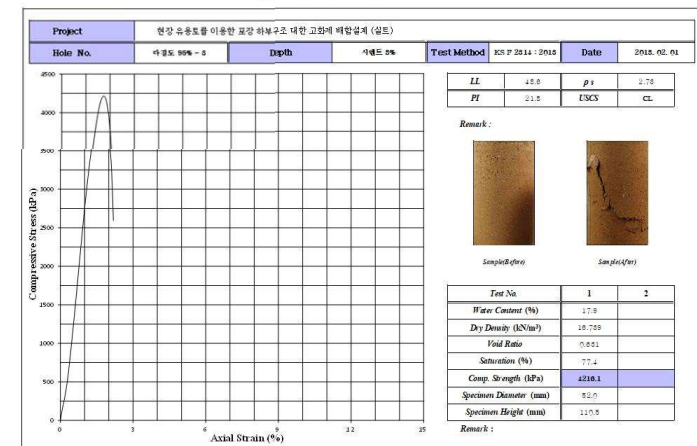 Project 현장 유용토를 이용한 포장 하부구조 대한 고화제 배합설계 (실트)
Hole No. 다짐도 95% - 3 Depth 시멘트 5% Test Method KS F 2314 : 2018 Date 2018. 02. 01
LL 43.6 ρs 2.78
PI 21.5 USCS CL
Remark :
Sample(Before) Sample(After)
Test No. 1 2
Water Content (%) 17.9
Dry Density (kN/m³) 16.789
Void Ratio 0.631
Saturation (%) 77.4
Comp. Strength (kPa) 4216.1
Specimen Diameter (mm) 52.0
Specimen Height (mm) 110.5
Remark :
Compressive Stress (kPa)
4500
4000
3500
3000
2500
2000
1500
1000
500
0
0 3 6 9 12 15
Axial Strain (%)